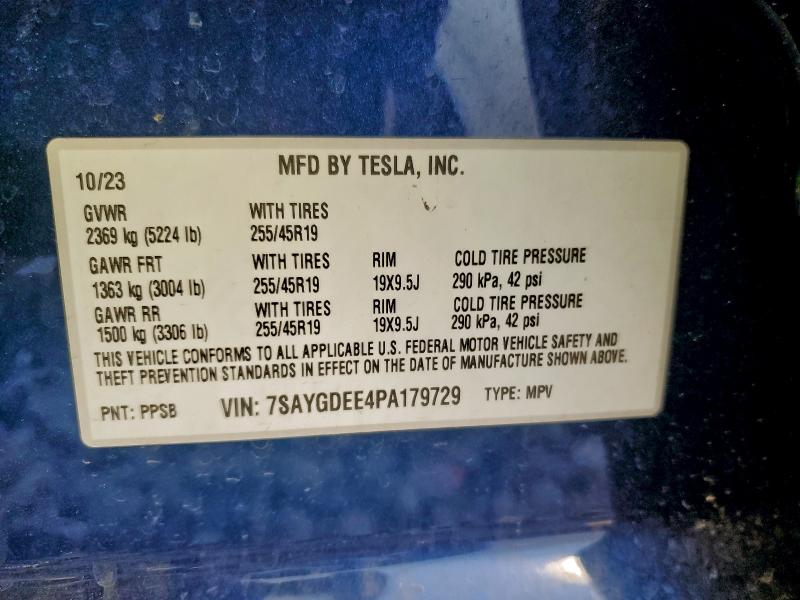 MFD BY TESLA, INC.
10/23
GVWR WITH TIRES
2369 kg (5224 lb) 255/45R19
GAWR FRT WITH TIRES RIM COLD TIRE PRESSURE
1363 kg (3004 lb) 255/45R19 19X9.5J 290 kPa, 42 psi
GAWR RR WITH TIRES RIM COLD TIRE PRESSURE
1500 kg (3306 lb) 255/45R19 19X9.5J 290 kPa, 42 psi
THIS VEHICLE CONFORMS TO ALL APPLICABLE U.S. FEDERAL MOTOR VEHICLE SAFETY AND
THEFT PREVENTION STANDARDS IN EFFECT ON THE DATE OF MANUFACTURE SHOWN ABOVE.
PNT: PPSB VIN: 7SAYGDEE4PA179729 TYPE: MPV